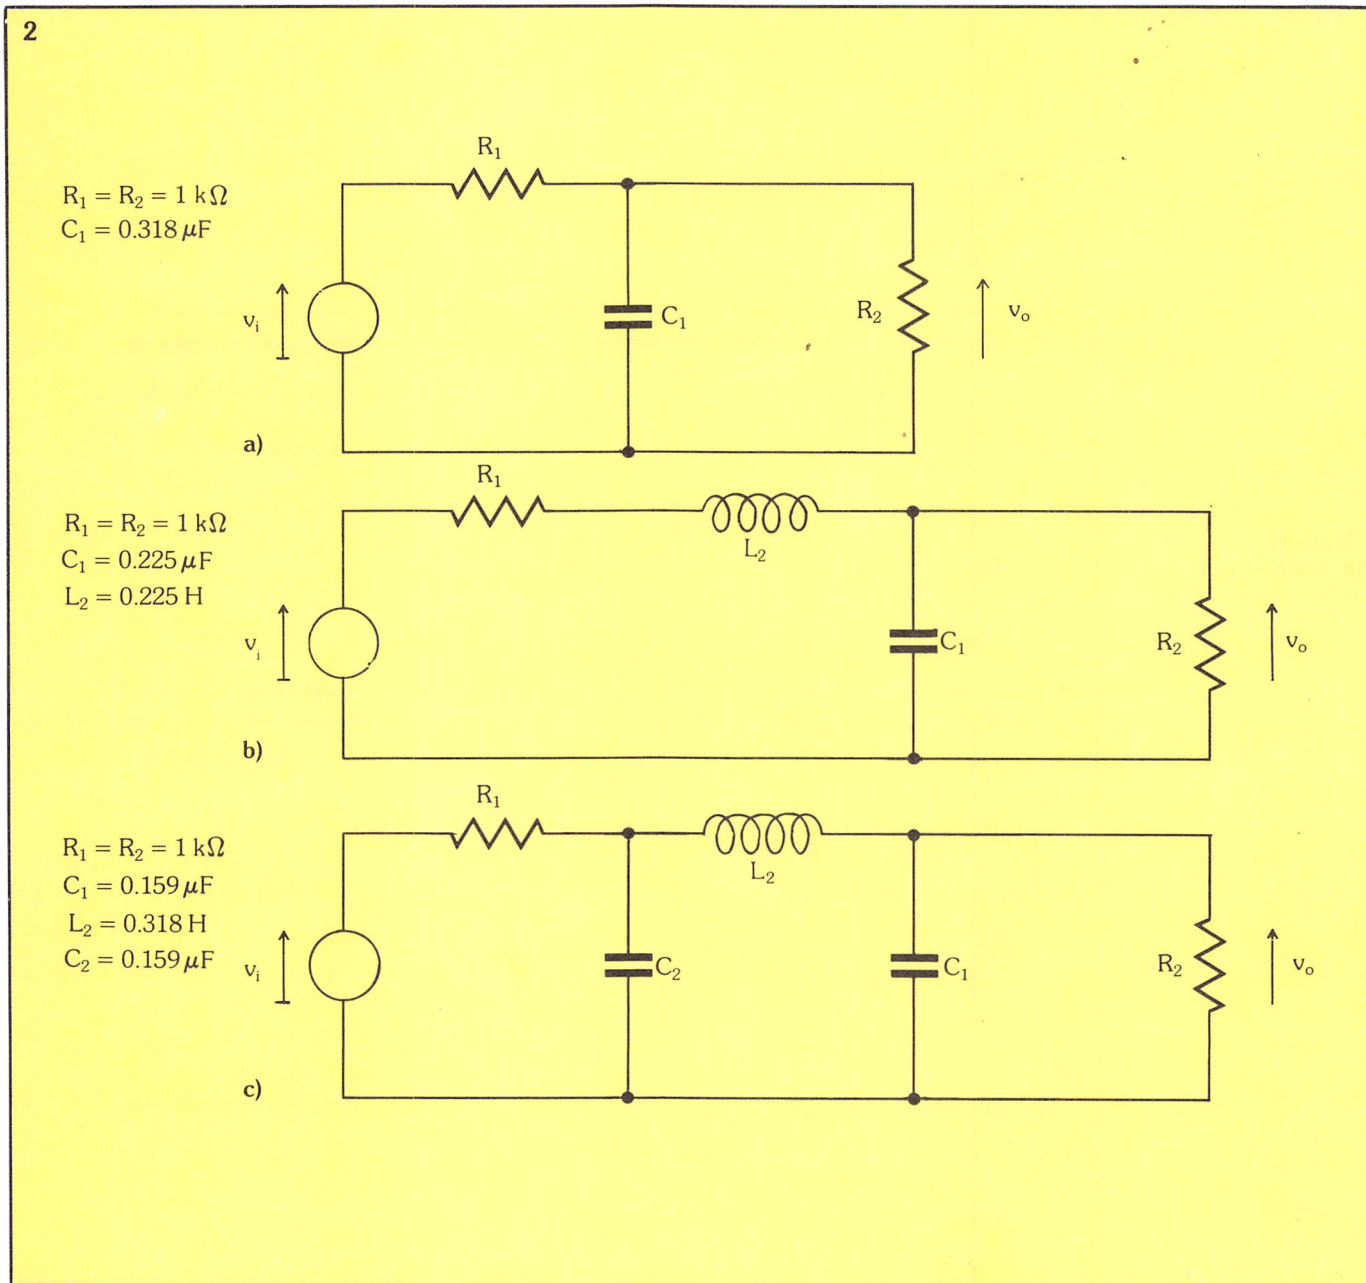 2
R₁
R₁ = R₂ = 1 kΩ
C₁ = 0.318 μF
vᵢ
C₁
R₂
vₒ
a)
R₁
L₂
R₁ = R₂ = 1 kΩ
C₁ = 0.225 μF
L₂ = 0.225 H
vᵢ
C₁
R₂
vₒ
b)
R₁
L₂
R₁ = R₂ = 1 kΩ
C₁ = 0.159 μF
L₂ = 0.318 H
C₂ = 0.159 μF
vᵢ
C₂
C₁
R₂
vₒ
c)